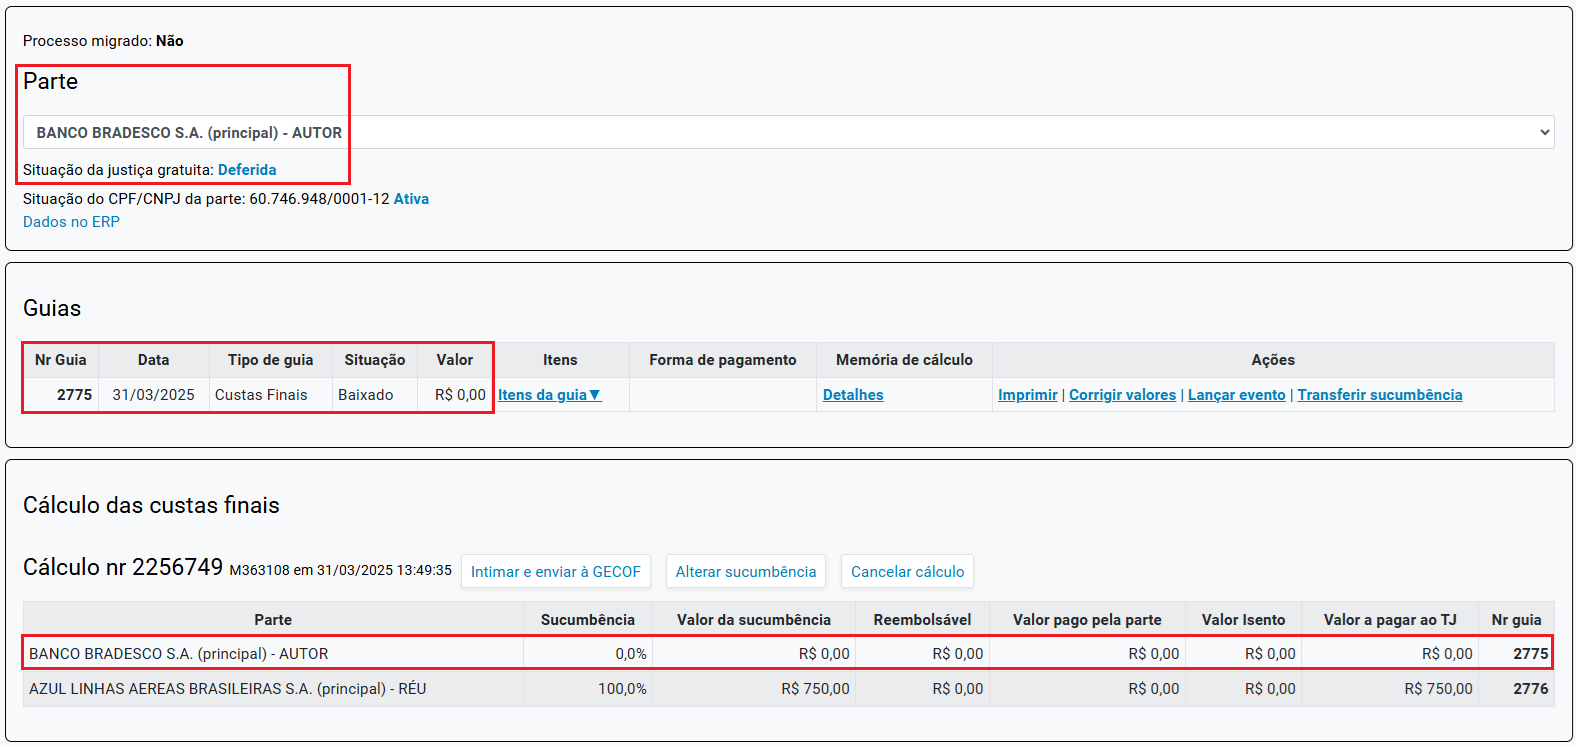 Processo migrado: Não
Parte
BANCO BRADESCO S.A. (principal) - AUTOR
Situação da justiça gratuita: Deferida
Situação do CPF/CNPJ da parte: 60.746.948/0001-12 Ativa
Dados no ERP
Guias
Nr Guia Data Tipo de guia Situação Valor Itens Forma de pagamento Memória de cálculo Ações
2775 31/03/2025 Custas Finais Baixado R$ 0,00 Itens da guia▼ Detalhes Imprimir | Corrigir valores | Lançar evento | Transferir sucumbência
Cálculo das custas finais
Cálculo nr 2256749 M363108 em 31/03/2025 13:49:35 Intimar e enviar à GECOF Alterar sucumbência Cancelar cálculo
Parte Sucumbência Valor da sucumbência Reembolsável Valor pago pela parte Valor Isento Valor a pagar ao TJ Nr guia
BANCO BRADESCO S.A. (principal) - AUTOR 0,0% R$ 0,00 R$ 0,00 R$ 0,00 R$ 0,00 R$ 0,00 2775
AZUL LINHAS AEREAS BRASILEIRAS S.A. (principal) - RÉU 100,0% R$ 750,00 R$ 0,00 R$ 0,00 R$ 0,00 R$ 750,00 2776